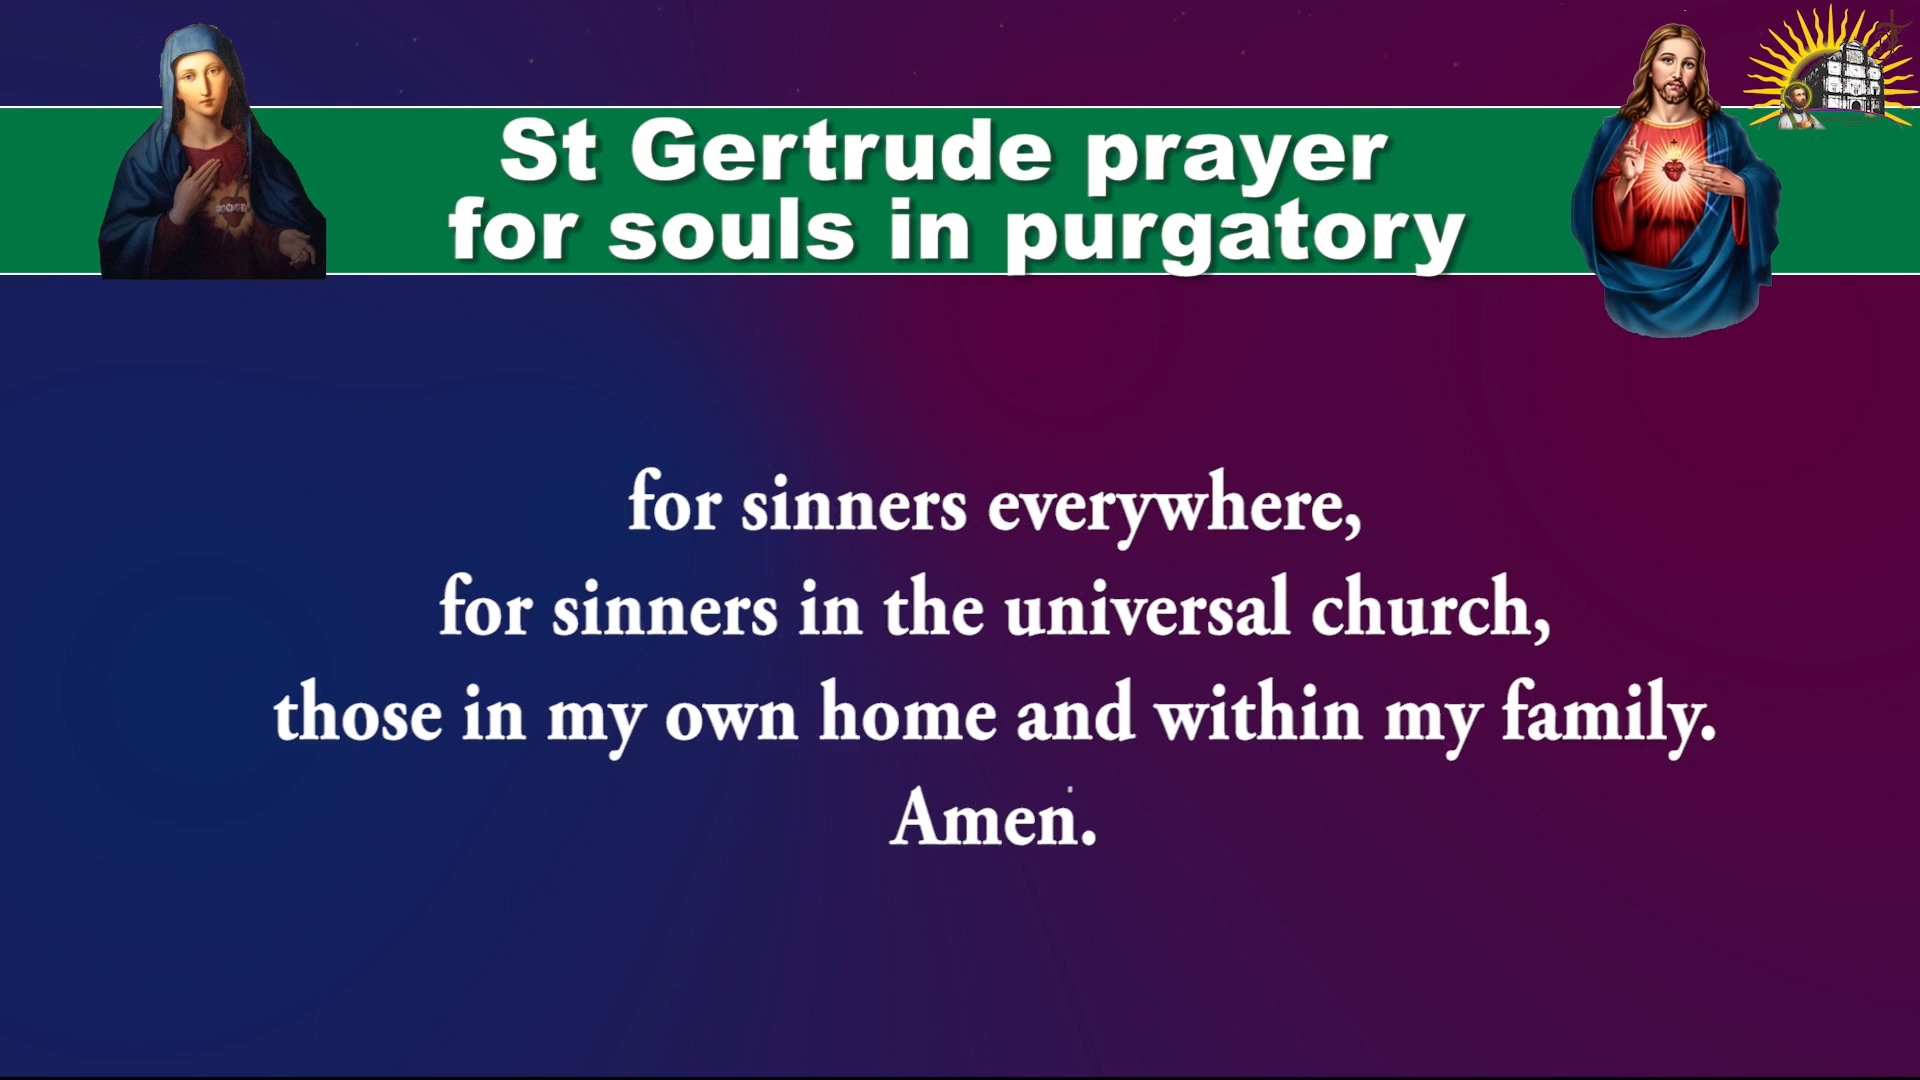 St Gertrude prayer
for souls in purgatory
for sinners everywhere,
for sinners in the universal church,
those in my own home and within my family.
Amen.